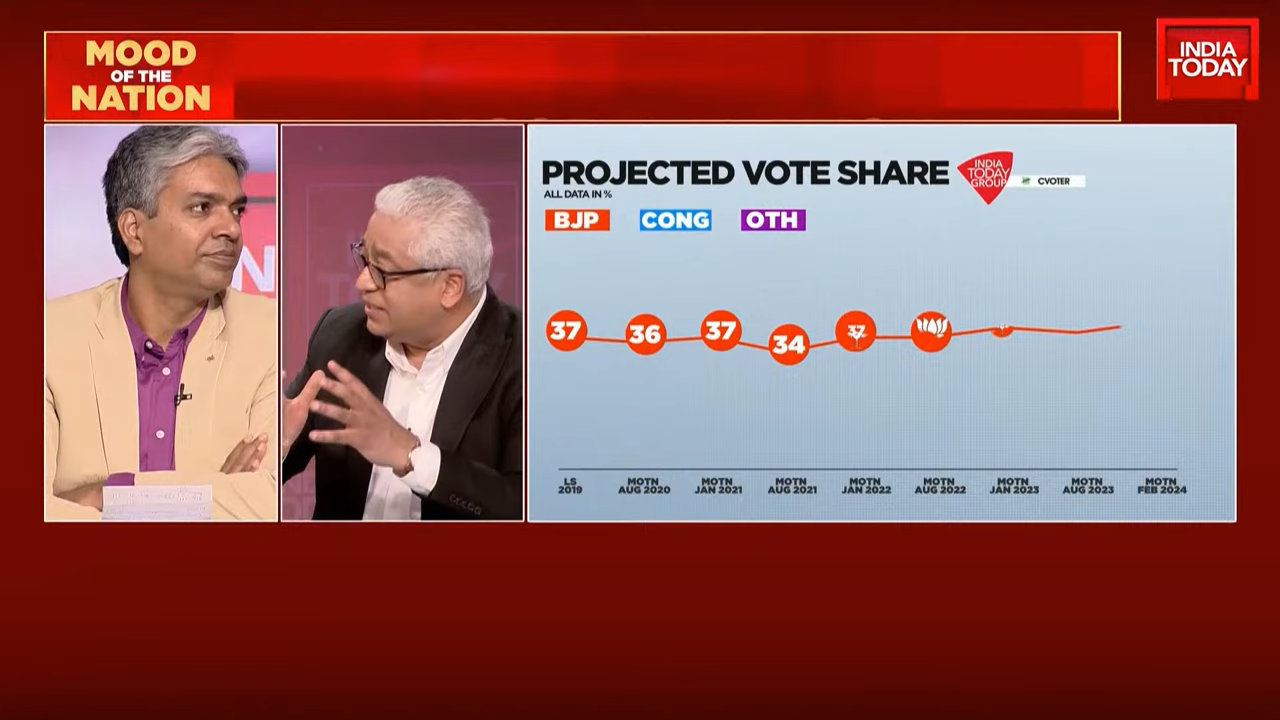 MOOD
OF THE
NATION
INDIA
TODAY
PROJECTED VOTE SHARE
INDIA
TODAY
GROUP
CVOTER
ALL DATA IN %
BJP CONG OTH
37 36 37 34 37
LS
2019
MOTN
AUG 2020
MOTN
JAN 2021
MOTN
AUG 2021
MOTN
JAN 2022
MOTN
AUG 2022
MOTN
JAN 2023
MOTN
AUG 2023
MOTN
FEB 2024